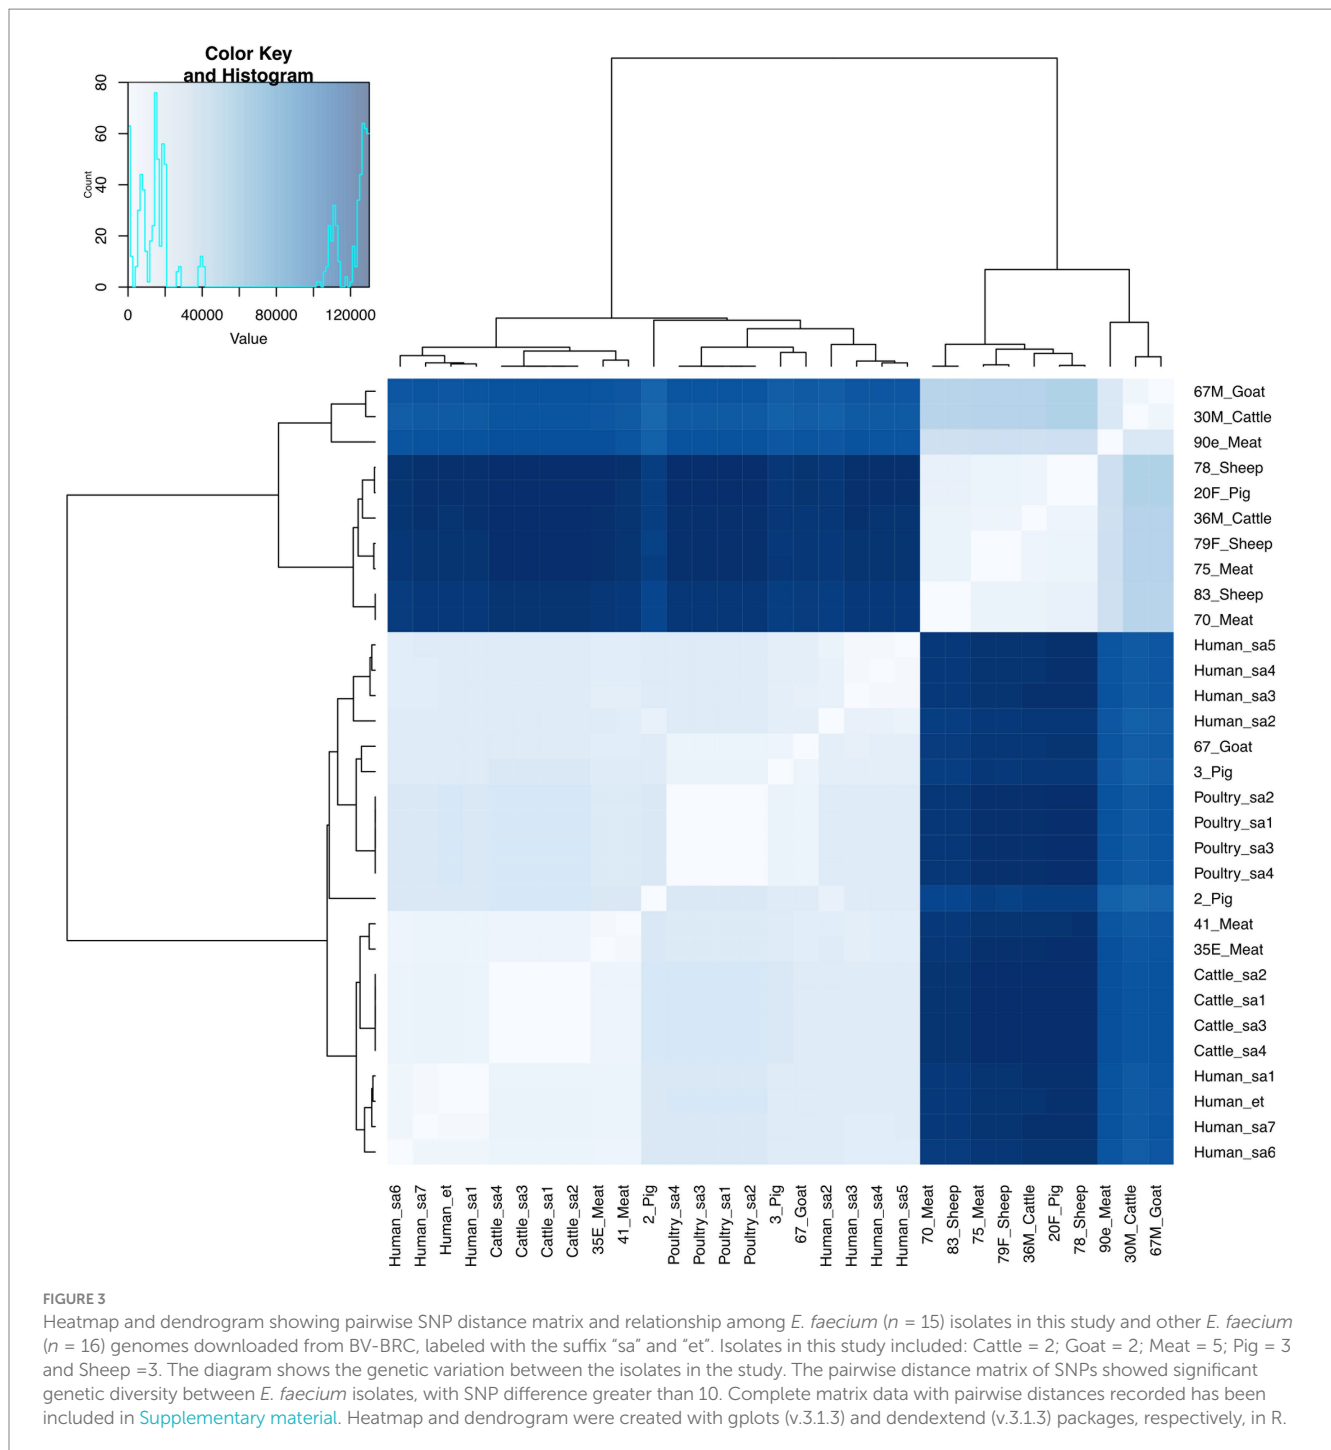 Color Key
and Histogram
Count
0
20
40
60
80
0
40000
80000
120000
Value
67M_Goat
30M_Cattle
90e_Meat
78_Sheep
20F_Pig
36M_Cattle
79F_Sheep
75_Meat
83_Sheep
70_Meat
Human_sa5
Human_sa4
Human_sa3
Human_sa2
67_Goat
3_Pig
Poultry_sa2
Poultry_sa1
Poultry_sa3
Poultry_sa4
2_Pig
41_Meat
35E_Meat
Cattle_sa2
Cattle_sa1
Cattle_sa3
Cattle_sa4
Human_sa1
Human_et
Human_sa7
Human_sa6
Human_sa6
Human_sa7
Human_et
Human_sa1
Cattle_sa4
Cattle_sa3
Cattle_sa1
Cattle_sa2
35E_Meat
41_Meat
2_Pig
Poultry_sa4
Poultry_sa3
Poultry_sa1
Poultry_sa2
3_Pig
67_Goat
Human_sa2
Human_sa3
Human_sa4
Human_sa5
70_Meat
83_Sheep
75_Meat
79F_Sheep
36M_Cattle
20F_Pig
78_Sheep
90e_Meat
30M_Cattle
67M_Goat
FIGURE 3
Heatmap and dendrogram showing pairwise SNP distance matrix and relationship among E. faecium (n = 15) isolates in this study and other E. faecium
(n = 16) genomes downloaded from BV-BRC, labeled with the suffix “sa” and “et”. Isolates in this study included: Cattle = 2; Goat = 2; Meat = 5; Pig = 3
and Sheep =3. The diagram shows the genetic variation between the isolates in the study. The pairwise distance matrix of SNPs showed significant
genetic diversity between E. faecium isolates, with SNP difference greater than 10. Complete matrix data with pairwise distances recorded has been
included in Supplementary material. Heatmap and dendrogram were created with gplots (v.3.1.3) and dendextend (v.3.1.3) packages, respectively, in R.